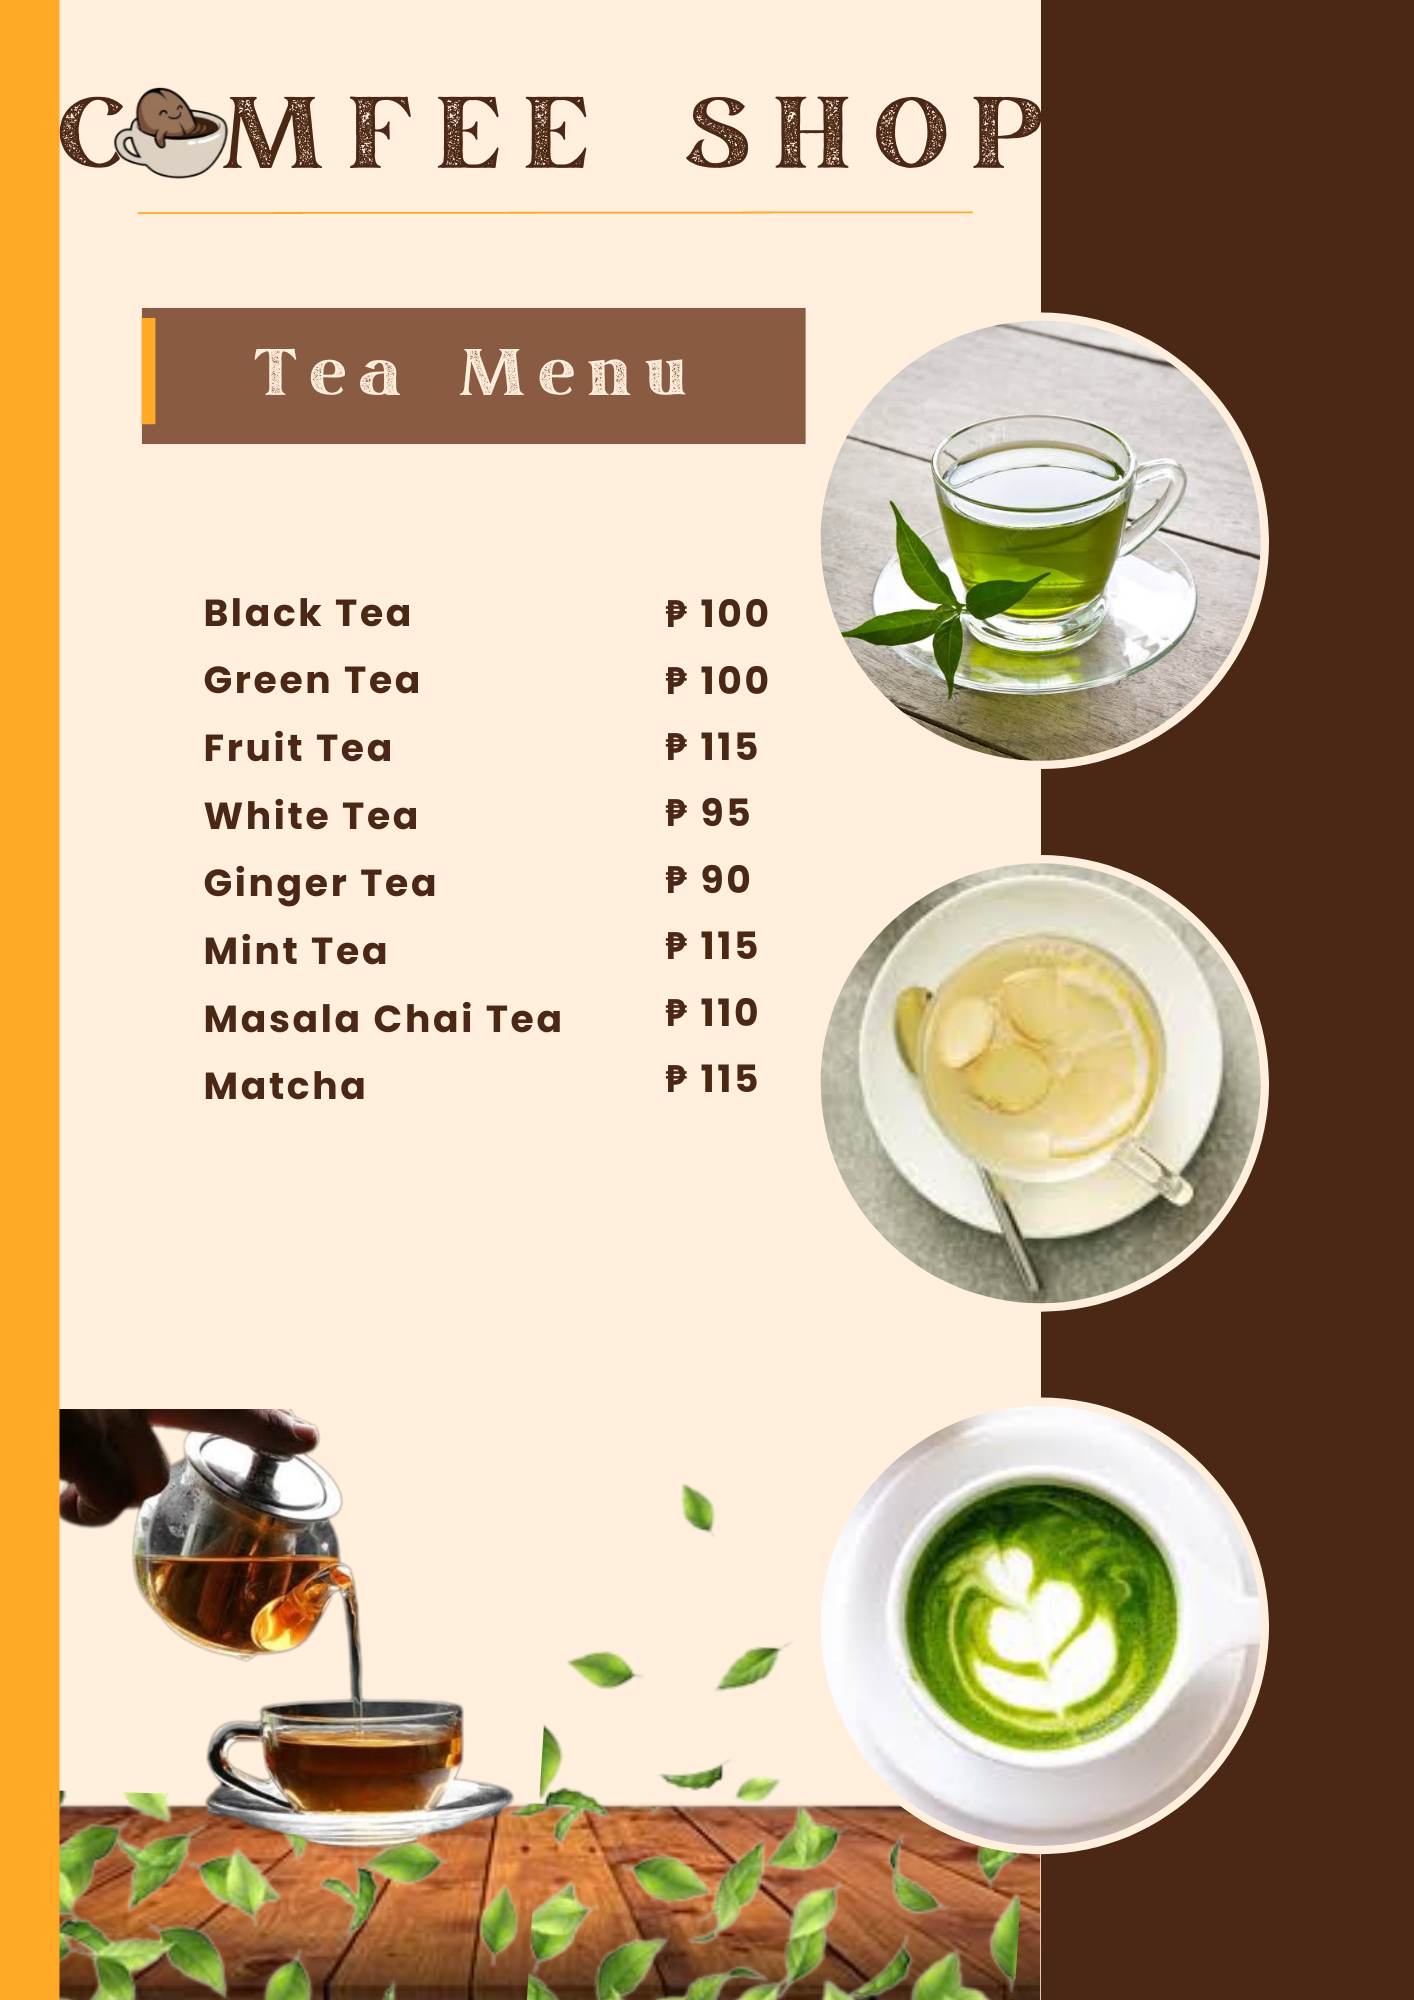 COMFEE SHOP
Tea Menu
Black Tea ₱ 100
Green Tea ₱ 100
Fruit Tea ₱ 115
White Tea ₱ 95
Ginger Tea ₱ 90
Mint Tea ₱ 115
Masala Chai Tea ₱ 110
Matcha ₱ 115